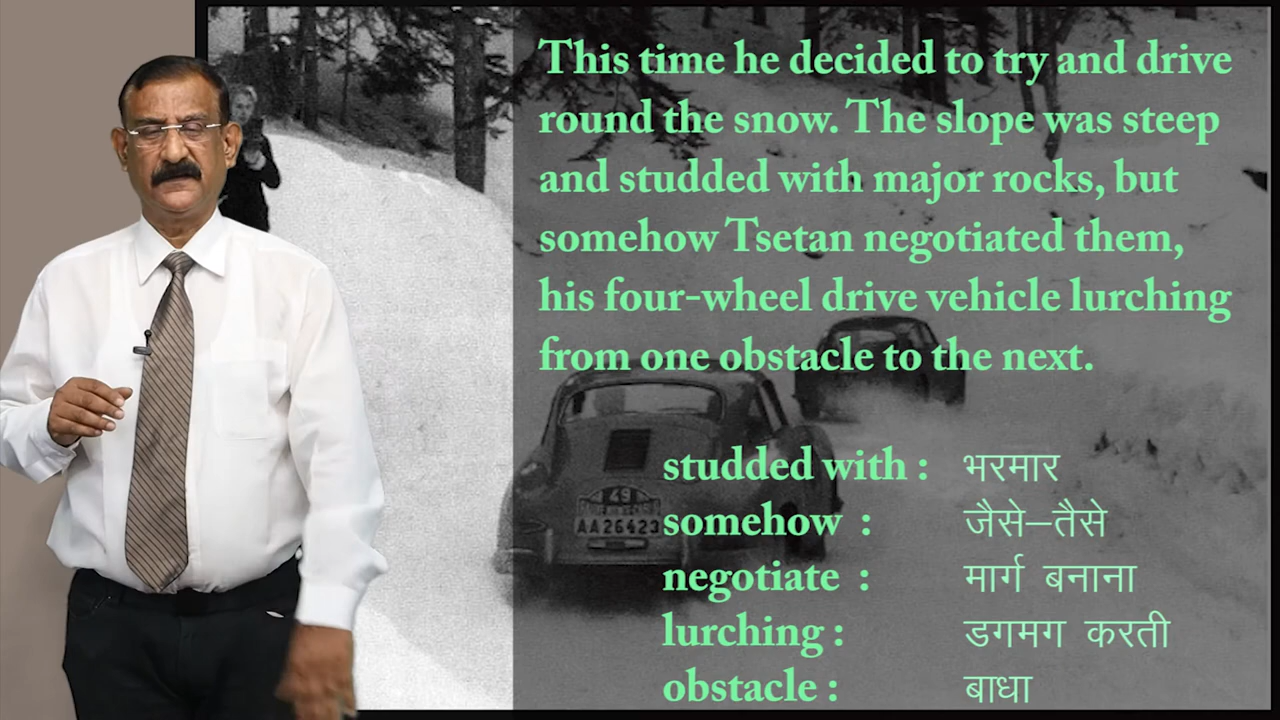 This time he decided to try and drive
round the snow. The slope was steep
and studded with major rocks, but
somehow Tsetan negotiated them,
his four-wheel drive vehicle lurching
from one obstacle to the next.
studded with : भरमार
somehow : जैसे–तैसे
negotiate : मार्ग बनाना
lurching : डगमग करती
obstacle : बाधा
49
AA26423